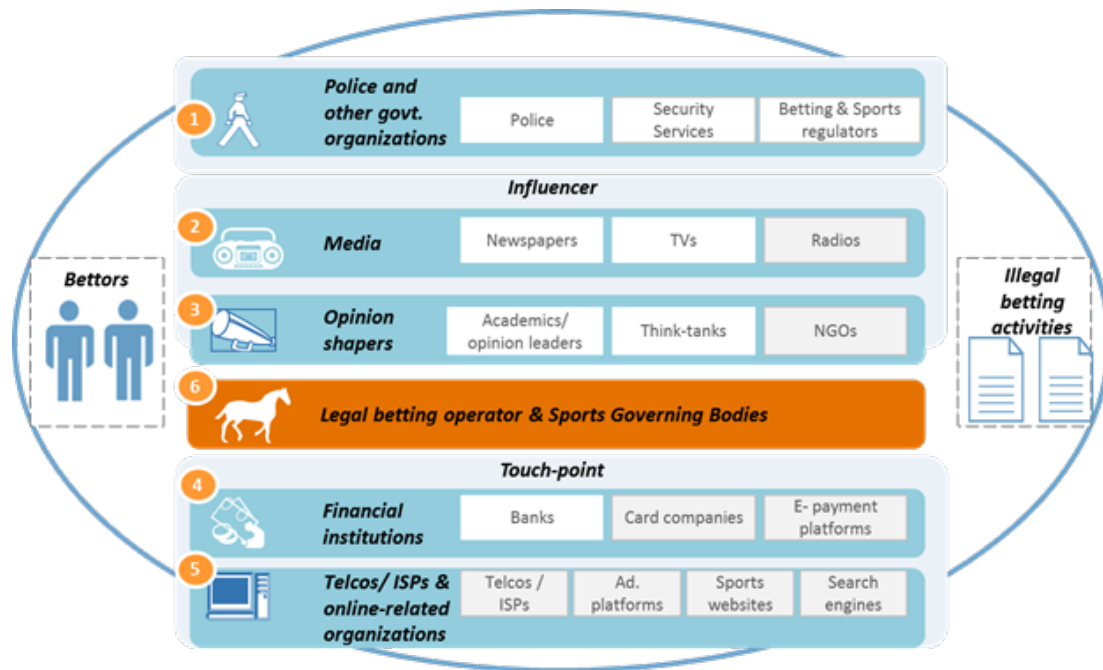 1
Police and
other govt.
organizations
Police
Security
Services
Betting & Sports
regulators
Influencer
2
Media
Newspapers
TVs
Radios
3
Opinion
shapers
Academics/
opinion leaders
Think-tanks
NGOs
Bettors
Illegal
betting
activities
6
Legal betting operator & Sports Governing Bodies
Touch-point
4
Financial
institutions
Banks
Card companies
E- payment
platforms
5
Telcos/ ISPs &
online-related
organizations
Telcos /
ISPs
Ad.
platforms
Sports
websites
Search
engines